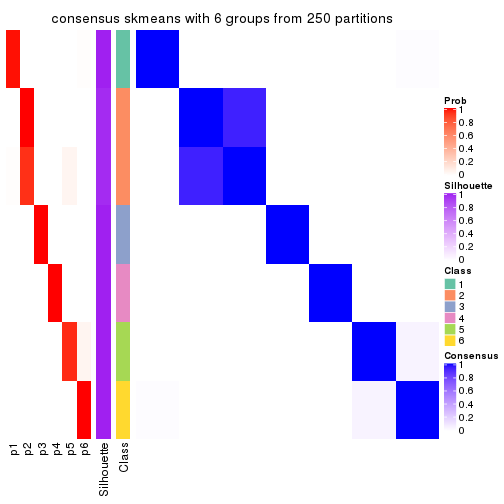 consensus skmeans with 6 groups from 250 partitions
Prob
1
0.8
0.6
0.4
0.2
0
Silhouette
1
0.8
0.6
0.4
0.2
0
Class
1
2
3
4
5
6
Consensus
1
0.8
0.6
0.4
0.2
0
p1
p2
p3
p4
p5
p6
Silhouette
Class